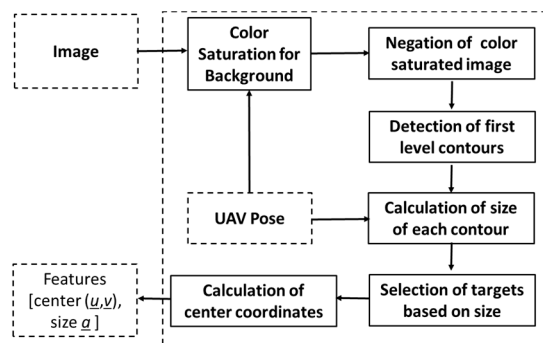 Image
Color
Saturation for
Background
Negation of color
saturated image
Detection of first
level contours
UAV Pose
Calculation of size
of each contour
Features
[center (u,v),
size a ]
Calculation of
center coordinates
Selection of targets
based on size